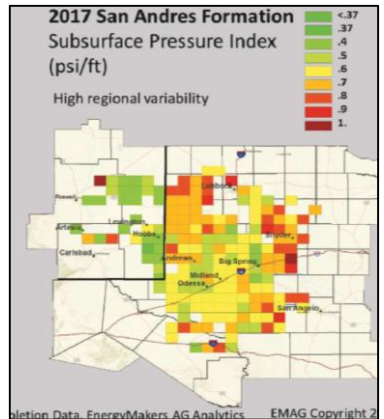 2017 San Andres Formation
Subsurface Pressure Index
(psi/ft)
High regional variability
<.37
.37
.4
.5
.6
.7
.8
.9
1.
Lubbock
Roswell
Artesia
Lovington
Hobbs
Snyder
Carlsbad
Andrews
Big Spring
Midland
Odessa
San Angelo
pletion Data, EnergyMakers AG Analytics
EMAG Copyright 2